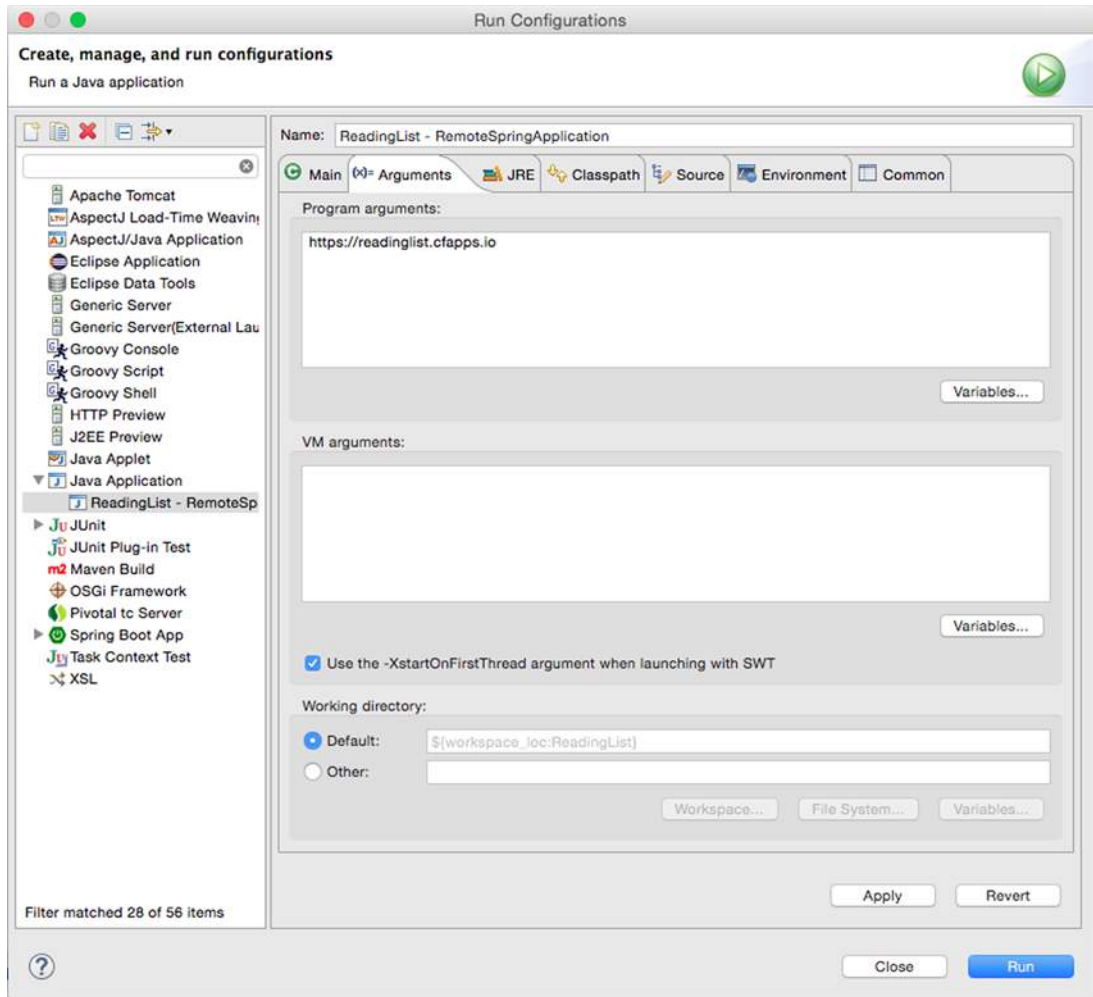 Run Configurations
Create, manage, and run configurations
Run a Java application
Name: ReadingList - RemoteSpringApplication
Main (x)= Arguments JRE Classpath Source Environment Common
Apache Tomcat
AspectJ Load-Time Weaving
AspectJ/Java Application
Eclipse Application
Eclipse Data Tools
Generic Server
Generic Server(External Lau
Groovy Console
Groovy Script
Groovy Shell
HTTP Preview
J2EE Preview
Java Applet
Java Application
ReadingList - RemoteSp
JUnit
JUnit Plug-in Test
m2 Maven Build
OSGi Framework
Pivotal tc Server
Spring Boot App
Task Context Test
XSL
Filter matched 28 of 56 items
Program arguments:
https://readinglist.cfapps.io
Variables...
VM arguments:
Variables...
Use the -XstartOnFirstThread argument when launching with SWT
Working directory:
Default: ${workspace_loc:ReadingList}
Other:
Workspace... File System... Variables...
Apply Revert
? Close Run